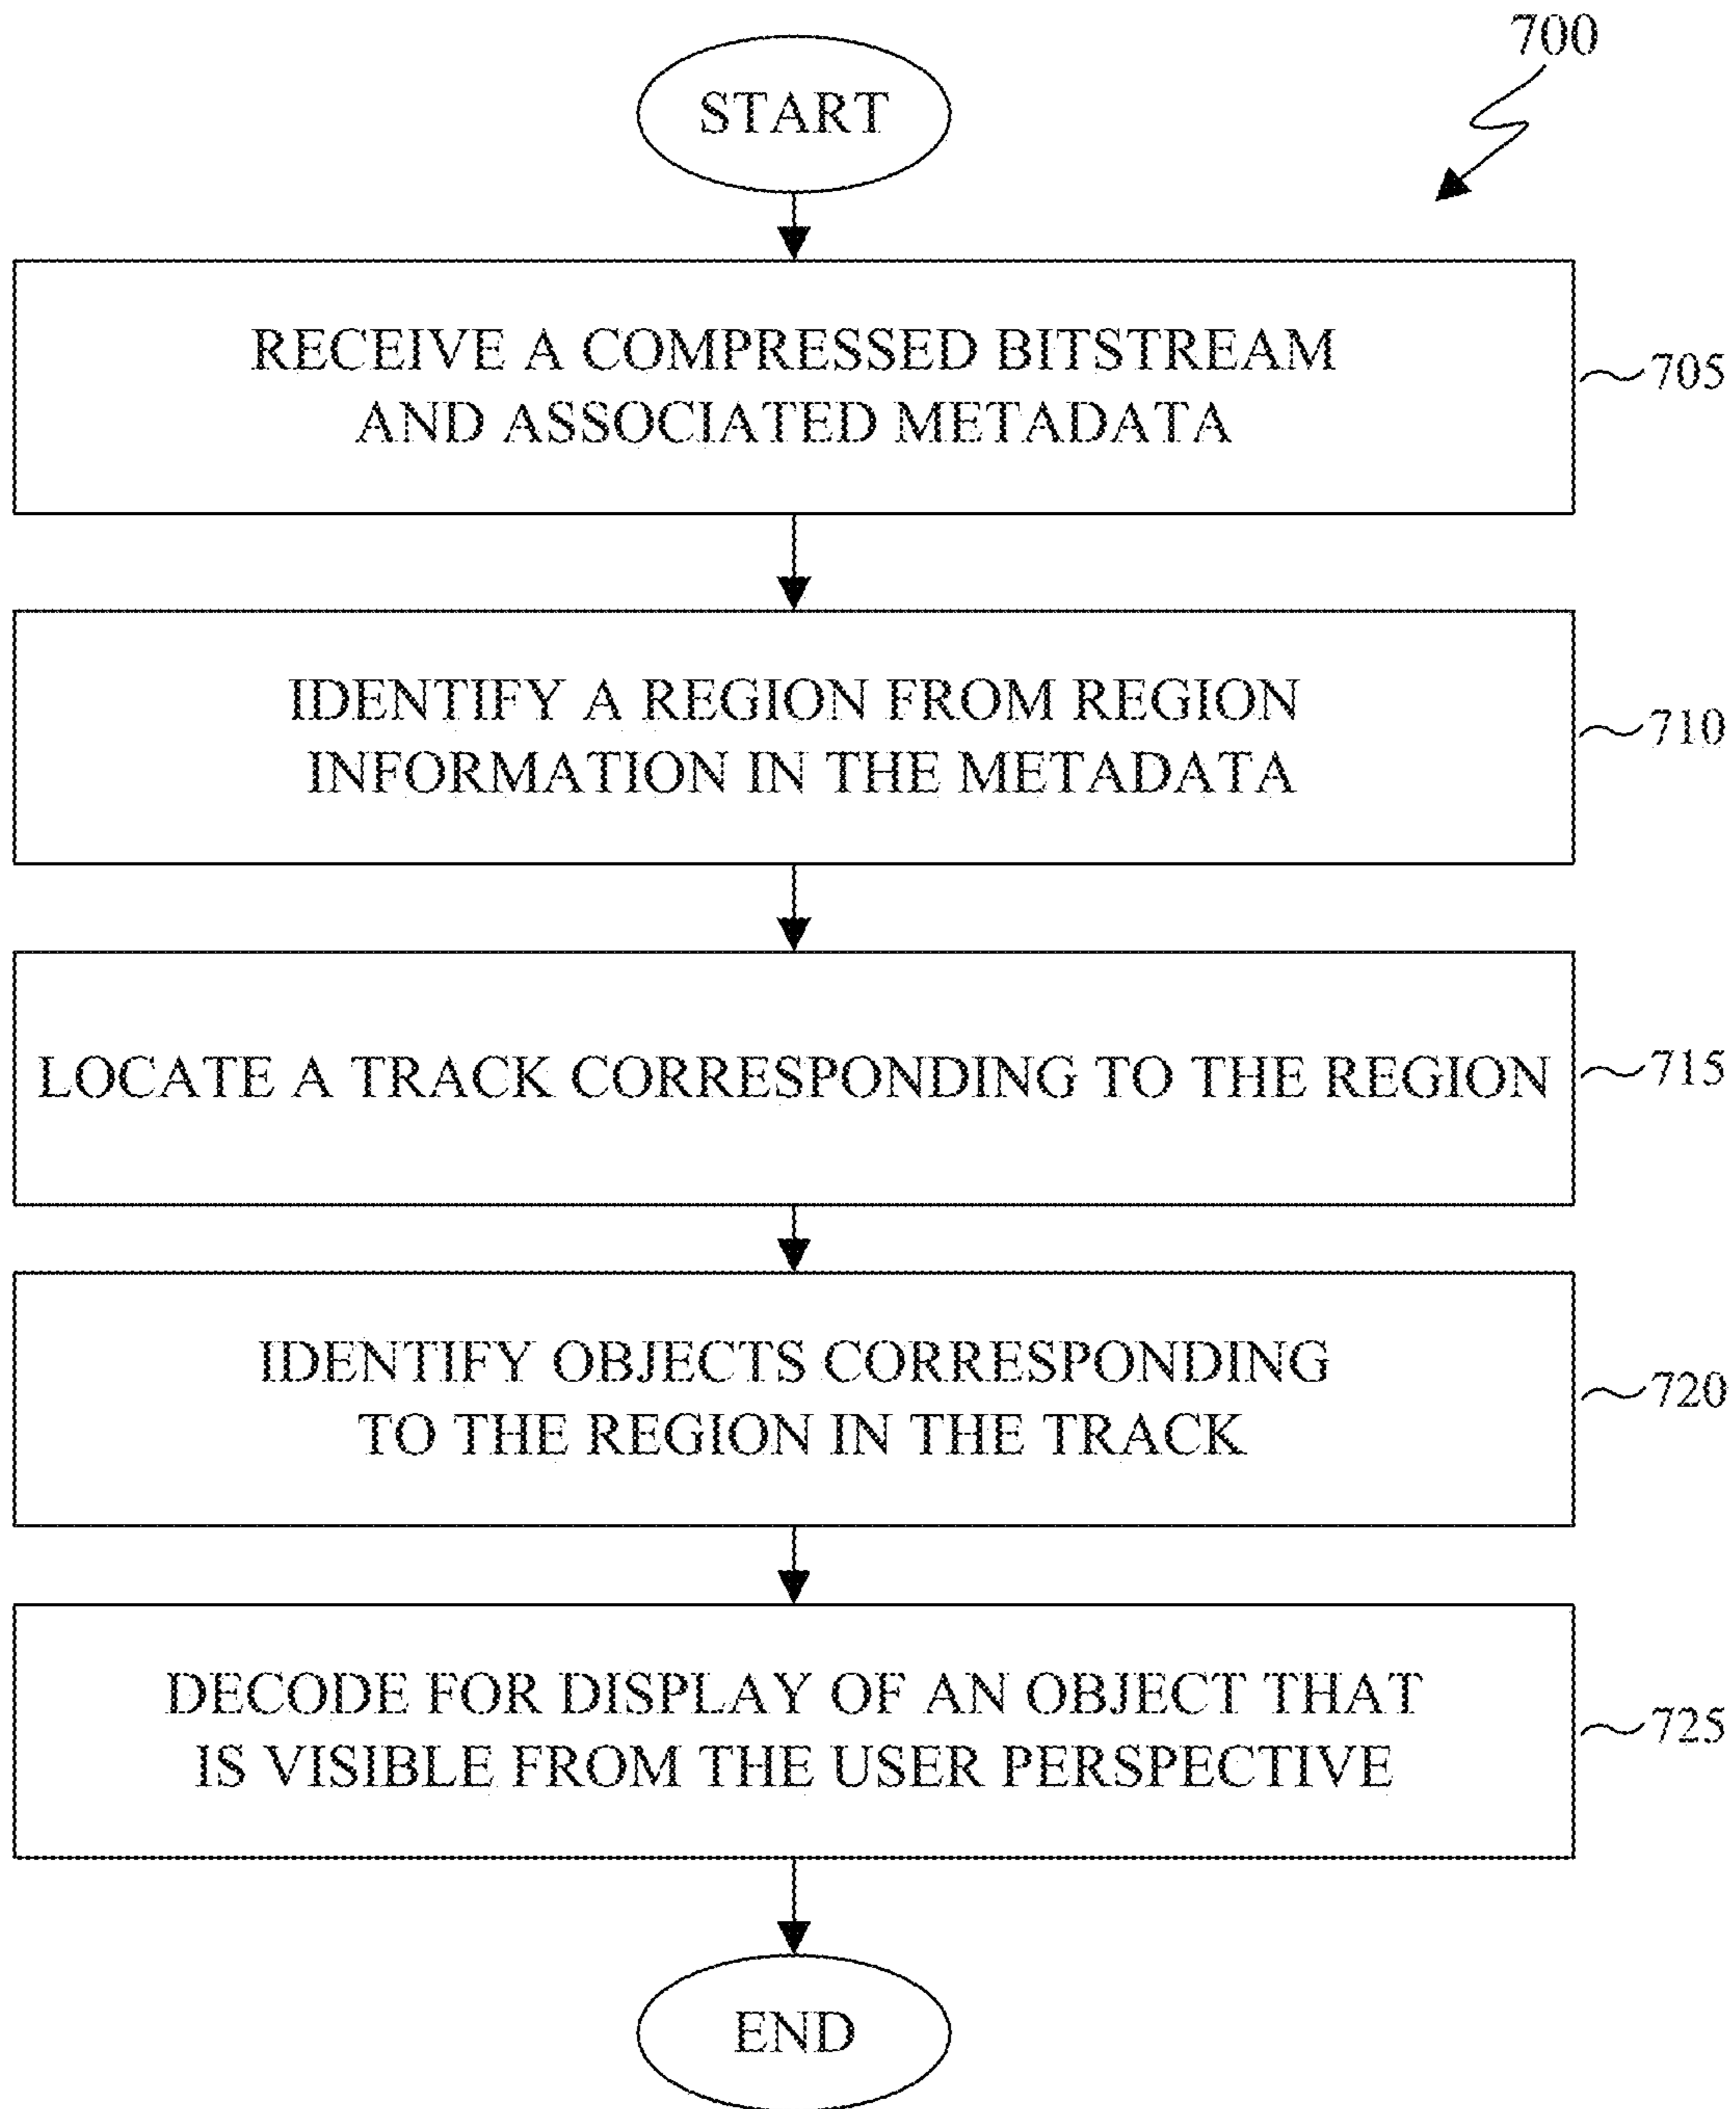 700
START
RECEIVE A COMPRESSED BITSTREAM
AND ASSOCIATED METADATA
705
IDENTIFY A REGION FROM REGION
INFORMATION IN THE METADATA
710
LOCATE A TRACK CORRESPONDING TO THE REGION
715
IDENTIFY OBJECTS CORRESPONDING
TO THE REGION IN THE TRACK
720
DECODE FOR DISPLAY OF AN OBJECT THAT
IS VISIBLE FROM THE USER PERSPECTIVE
725
END